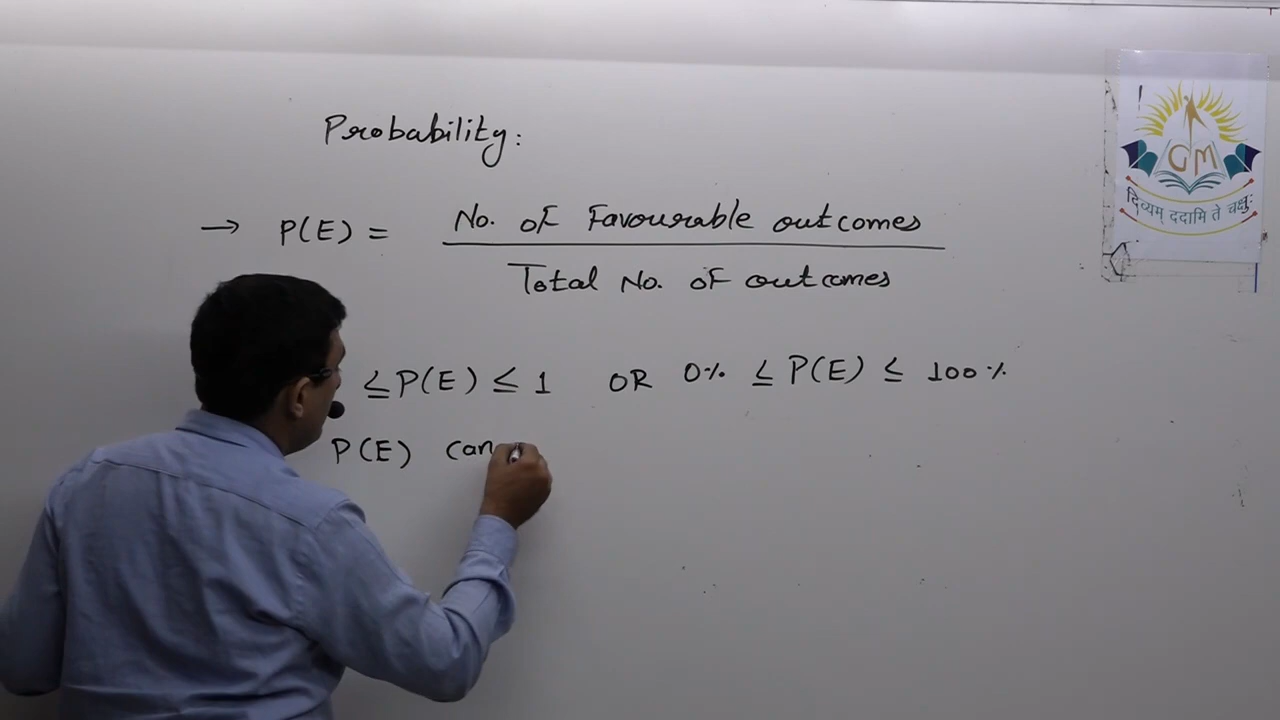 Probability:
→ P(E) = No. of Favourable outcomes
Total No. of outcomes
≤ P(E) ≤ 1 OR 0% ≤ P(E) ≤ 100%
P(E) can
GM
दिव्यम् ददामि ते चक्षुः